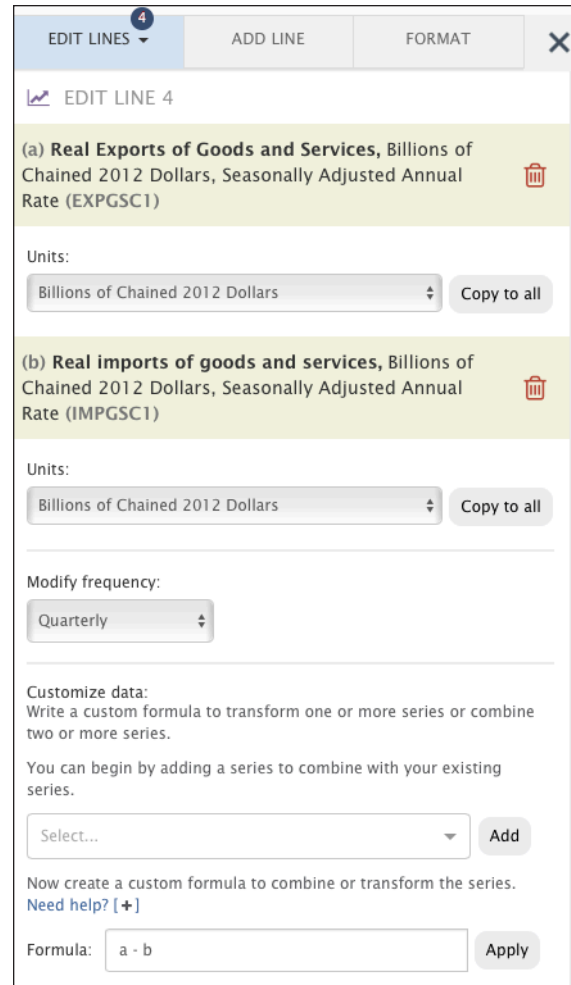 4
EDIT LINES ADD LINE FORMAT
EDIT LINE 4
(a) Real Exports of Goods and Services, Billions of
Chained 2012 Dollars, Seasonally Adjusted Annual
Rate (EXPGSC1)
Units:
Billions of Chained 2012 Dollars Copy to all
(b) Real imports of goods and services, Billions of
Chained 2012 Dollars, Seasonally Adjusted Annual
Rate (IMPGSC1)
Units:
Billions of Chained 2012 Dollars Copy to all
Modify frequency:
Quarterly
Customize data:
Write a custom formula to transform one or more series or combine
two or more series.
You can begin by adding a series to combine with your existing
series.
Select... Add
Now create a custom formula to combine or transform the series.
Need help? [+]
Formula: a - b Apply